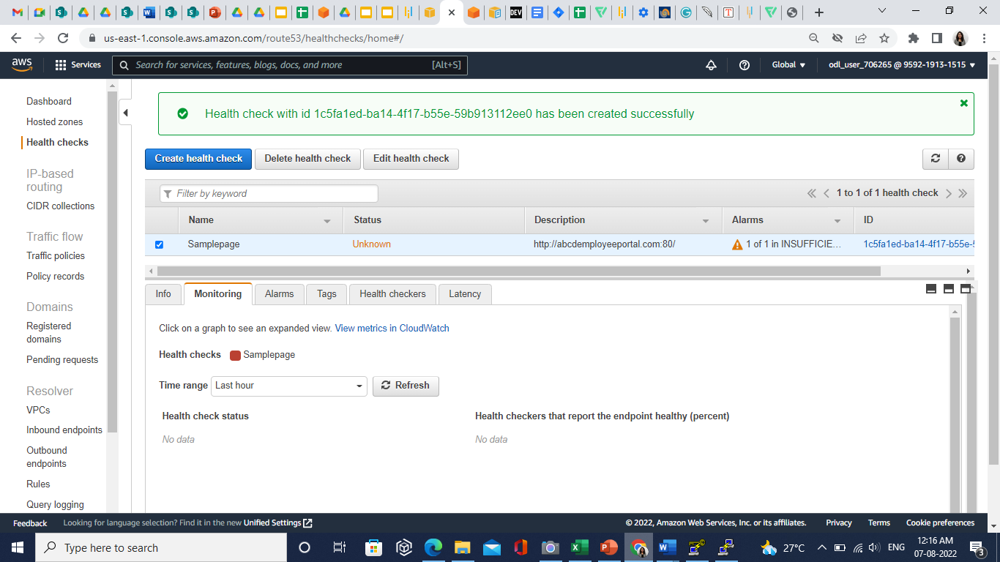 us-east-1.console.aws.amazon.com/route53/healthchecks/home#/
aws
Services
Search for services, features, blogs, docs, and more
[Alt+S]
Global
odl_user_706265 @ 9592-1913-1515
Dashboard
Hosted zones
Health checks
IP-based
routing
CIDR collections
Traffic flow
Traffic policies
Policy records
Domains
Registered
domains
Pending requests
Resolver
VPCs
Inbound endpoints
Outbound
endpoints
Rules
Query logging
Health check with id 1c5fa1ed-ba14-4f17-b55e-59b913112ee0 has been created successfully
Create health check
Delete health check
Edit health check
Filter by keyword
1 to 1 of 1 health check
Name
Status
Description
Alarms
ID
Samplepage
Unknown
http://abcdemployeeportal.com:80/
1 of 1 in INSUFFICIE...
1c5fa1ed-ba14-4f17-b55e-5
Info
Monitoring
Alarms
Tags
Health checkers
Latency
Click on a graph to see an expanded view. View metrics in CloudWatch
Health checks
Samplepage
Time range
Last hour
Refresh
Health check status
Health checkers that report the endpoint healthy (percent)
No data
No data
Feedback
Looking for language selection? Find it in the new Unified Settings
© 2022, Amazon Web Services, Inc. or its affiliates.
Privacy
Terms
Cookie preferences
Type here to search
27°C
ENG
12:16 AM
07-08-2022
3